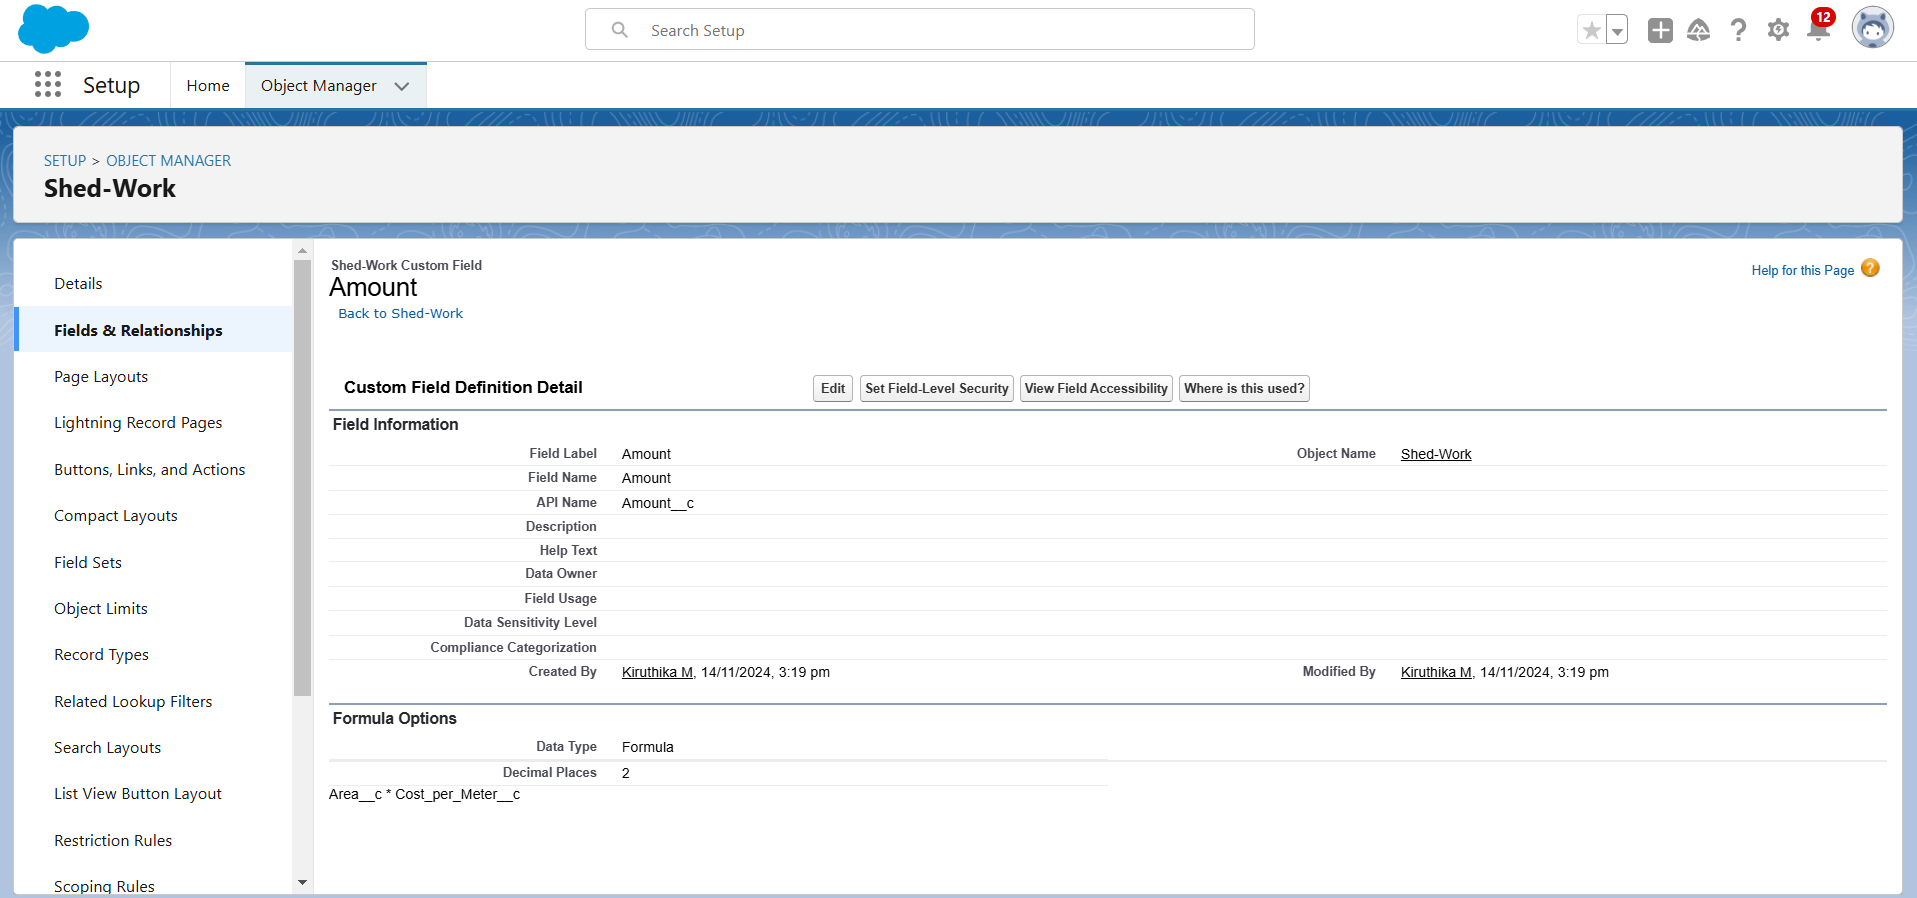 Search Setup
12
Setup
Home
Object Manager
SETUP > OBJECT MANAGER
Shed-Work
Details
Fields & Relationships
Page Layouts
Lightning Record Pages
Buttons, Links, and Actions
Compact Layouts
Field Sets
Object Limits
Record Types
Related Lookup Filters
Search Layouts
List View Button Layout
Restriction Rules
Scoping Rules
Shed-Work Custom Field
Amount
Back to Shed-Work
Help for this Page ?
Custom Field Definition Detail
Edit Set Field-Level Security View Field Accessibility Where is this used?
Field Information
Field Label Amount Object Name Shed-Work
Field Name Amount
API Name Amount__c
Description
Help Text
Data Owner
Field Usage
Data Sensitivity Level
Compliance Categorization
Created By Kiruthika M, 14/11/2024, 3:19 pm Modified By Kiruthika M, 14/11/2024, 3:19 pm
Formula Options
Data Type Formula
Decimal Places 2
Area__c * Cost_per_Meter__c